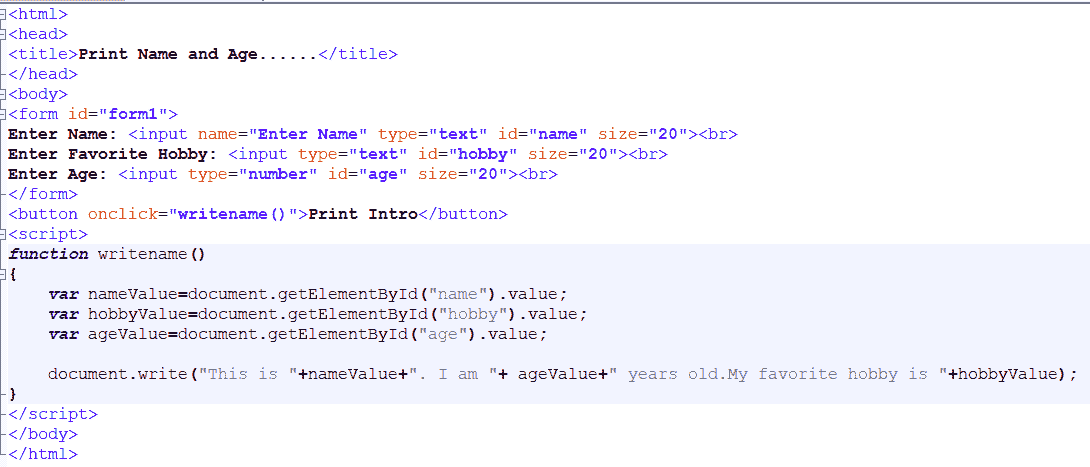 <html>
<head>
<title>Print Name and Age......</title>
</head>
<body>
<form id="form1">
Enter Name: <input name="Enter Name" type="text" id="name" size="20"><br>
Enter Favorite Hobby: <input type="text" id="hobby" size="20"><br>
Enter Age: <input type="number" id="age" size="20"><br>
</form>
<button onclick="writename()">Print Intro</button>
<script>
function writename()
{
    var nameValue=document.getElementById("name").value;
    var hobbyValue=document.getElementById("hobby").value;
    var ageValue=document.getElementById("age").value;

    document.write("This is "+nameValue+". I am "+ ageValue+" years old.My favorite hobby is "+hobbyValue);
}
</script>
</body>
</html>